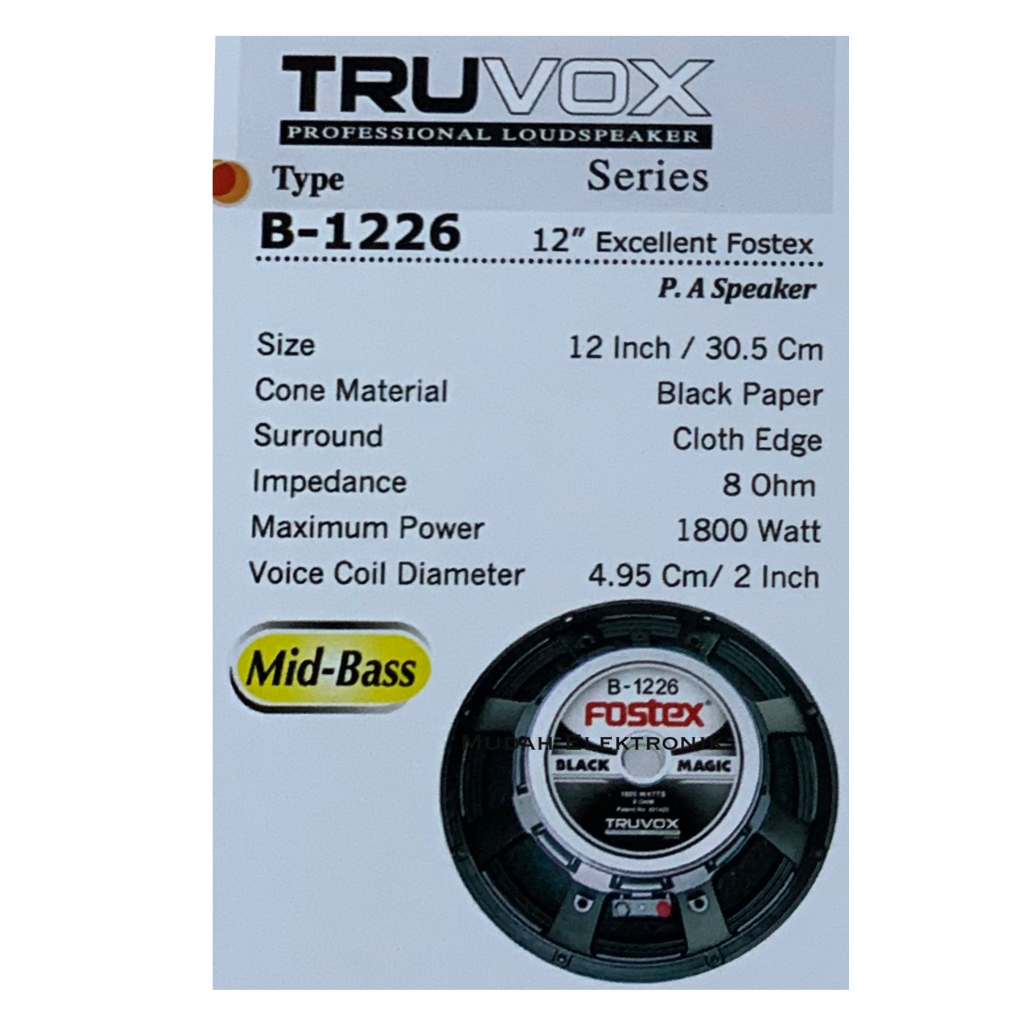 TRUVOX
PROFESSIONAL LOUDSPEAKER
Type Series
B-1226 12" Excellent Fostex
P. A Speaker
Size 12 Inch / 30.5 Cm
Cone Material Black Paper
Surround Cloth Edge
Impedance 8 Ohm
Maximum Power 1800 Watt
Voice Coil Diameter 4.95 Cm/ 2 Inch
Mid-Bass
B-1226
FOSTEX
MUDAH ELEKTRONIK
BLACK MAGIC
TRUVOX